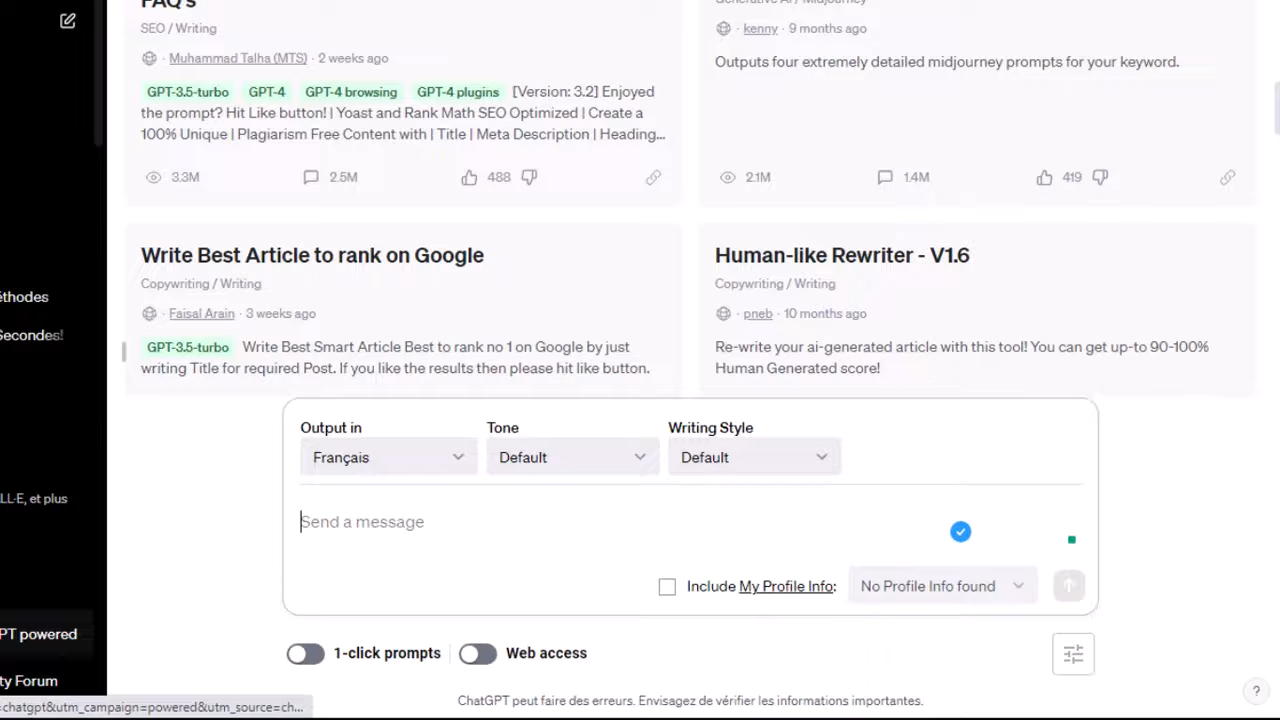 FAQ's
SEO / Writing
· Muhammad Talha (MTS) · 2 weeks ago
GPT-3.5-turbo GPT-4 GPT-4 browsing GPT-4 plugins [Version: 3.2] Enjoyed
the prompt? Hit Like button! | Yoast and Rank Math SEO Optimized | Create a
100% Unique | Plagiarism Free Content with | Title | Meta Description | Heading...
3.3M 2.5M 488
Generative AI / Midjourney
· kenny · 9 months ago
Outputs four extremely detailed midjourney prompts for your keyword.
2.1M 1.4M 419
Write Best Article to rank on Google
Copywriting / Writing
· Faisal Arain · 3 weeks ago
GPT-3.5-turbo Write Best Smart Article Best to rank no 1 on Google by just
writing Title for required Post. If you like the results then please hit like button.
Human-like Rewriter - V1.6
Copywriting / Writing
· pneb · 10 months ago
Re-write your ai-generated article with this tool! You can get up-to 90-100%
Human Generated score!
éthodes
Secondes!
LL·E, et plus
PT powered
ty Forum
=chatgpt&utm_campaign=powered&utm_source=ch...
Output in Tone Writing Style
Français Default Default
Send a message
Include My Profile Info: No Profile Info found
1-click prompts Web access
ChatGPT peut faire des erreurs. Envisagez de vérifier les informations importantes.
?